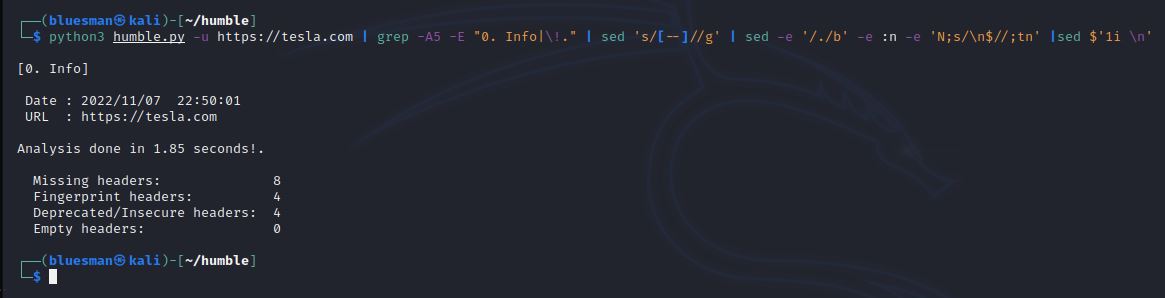 ┌──(bluesman㉿kali)-[~/humble]
└─$ python3 humble.py -u https://tesla.com | grep -A5 -E "0. Info|\!." | sed 's/[--]//g' | sed -e '/./b' -e :n -e 'N;s/\n$//;tn' |sed $'1i \n'
[0. Info]
Date : 2022/11/07 22:50:01
URL : https://tesla.com
Analysis done in 1.85 seconds!.
Missing headers: 8
Fingerprint headers: 4
Deprecated/Insecure headers: 4
Empty headers: 0
┌──(bluesman㉿kali)-[~/humble]
└─$